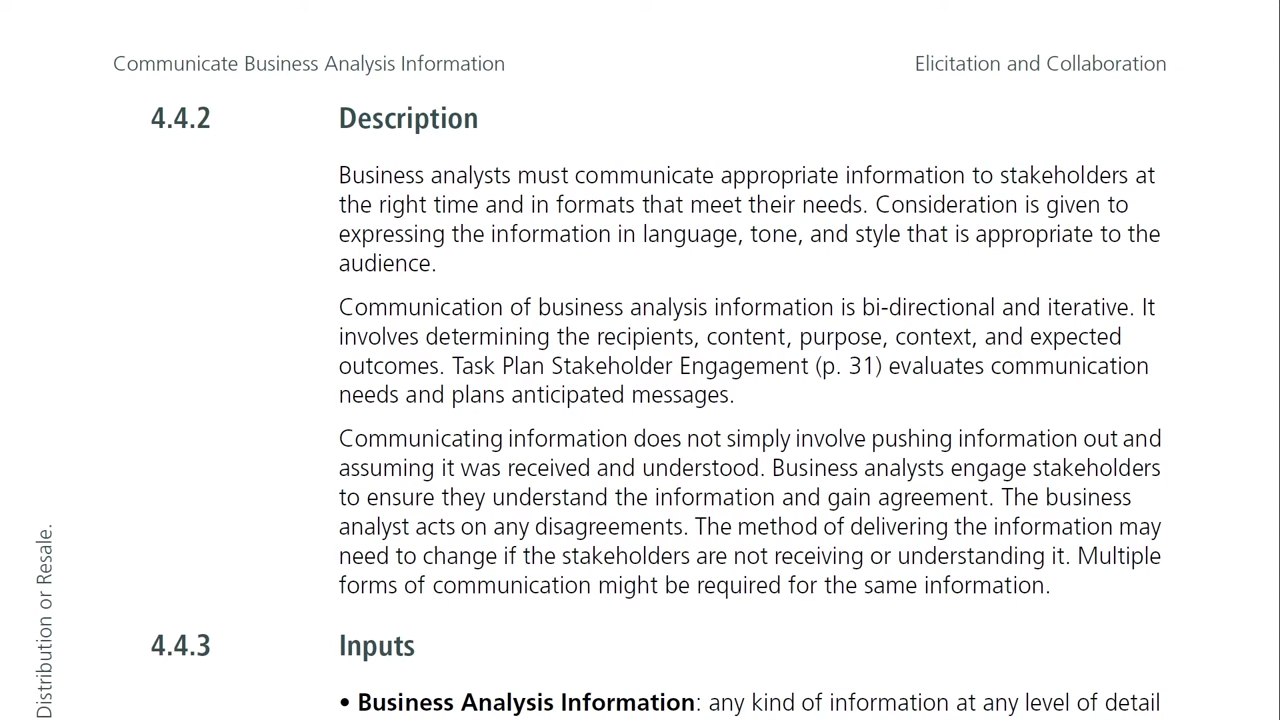 Communicate Business Analysis Information
Elicitation and Collaboration
4.4.2 Description
Business analysts must communicate appropriate information to stakeholders at
the right time and in formats that meet their needs. Consideration is given to
expressing the information in language, tone, and style that is appropriate to the
audience.
Communication of business analysis information is bi-directional and iterative. It
involves determining the recipients, content, purpose, context, and expected
outcomes. Task Plan Stakeholder Engagement (p. 31) evaluates communication
needs and plans anticipated messages.
Communicating information does not simply involve pushing information out and
assuming it was received and understood. Business analysts engage stakeholders
to ensure they understand the information and gain agreement. The business
analyst acts on any disagreements. The method of delivering the information may
need to change if the stakeholders are not receiving or understanding it. Multiple
forms of communication might be required for the same information.
4.4.3 Inputs
• Business Analysis Information: any kind of information at any level of detail
Distribution or Resale.